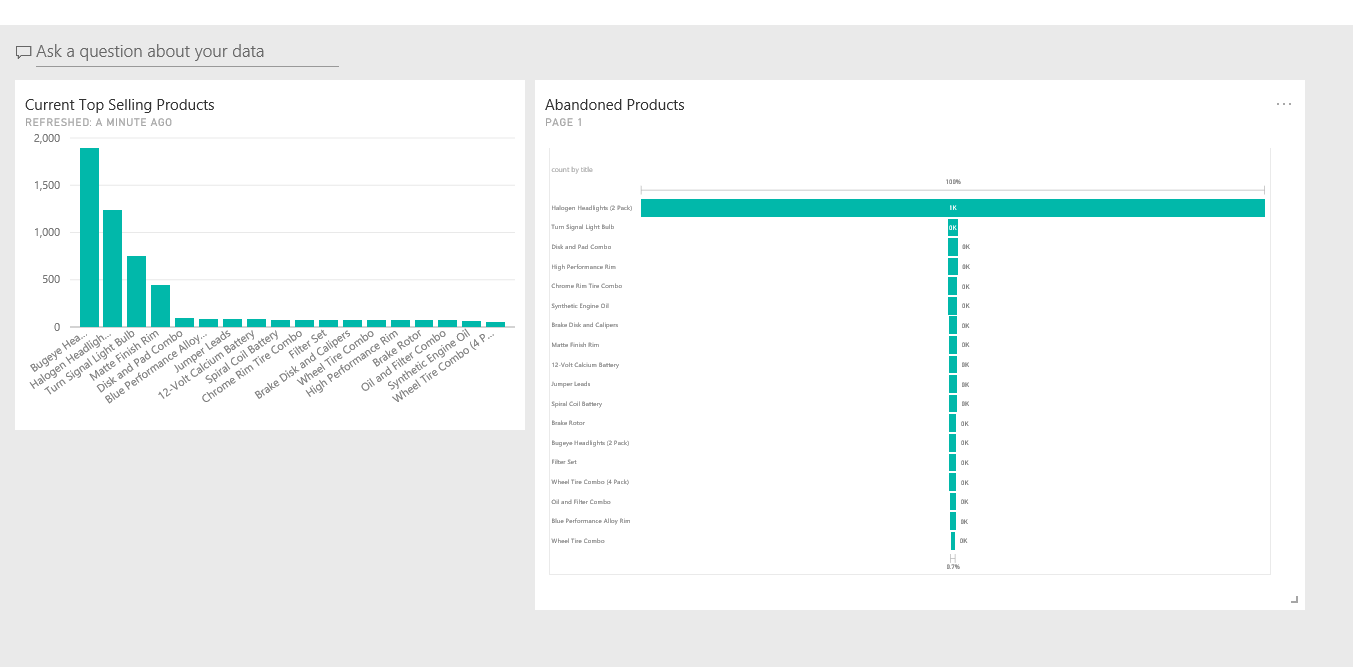 Ask a question about your data
Current Top Selling Products
REFRESHED: A MINUTE AGO
2,000
1,500
1,000
500
0
Bugeye Hea...
Halogen Headligh...
Turn Signal Light Bulb
Matte Finish Rim
Disk and Pad Combo
Blue Performance Alloy...
Jumper Leads
12-Volt Calcium Battery
Spiral Coil Battery
Chrome Rim Tire Combo
Filter Set
Brake Disk and Calipers
Wheel Tire Combo
High Performance Rim
Brake Rotor
Oil and Filter Combo
Synthetic Engine Oil
Wheel Tire Combo (4 P...
Abandoned Products
...
PAGE 1
count by title
100%
Halogen Headlights (2 Pack) 0K
Turn Signal Light Bulb 0K
Disk and Pad Combo 0K
High Performance Rim 0K
Chrome Rim Tire Combo 0K
Synthetic Engine Oil 0K
Brake Disk and Calipers 0K
Matte Finish Rim 0K
12-Volt Calcium Battery 0K
Jumper Leads 0K
Spiral Coil Battery 0K
Brake Rotor 0K
Bugeye Headlights (2 Pack) 0K
Filter Set 0K
Wheel Tire Combo (4 Pack) 0K
Oil and Filter Combo 0K
Blue Performance Alloy Rim 0K
Wheel Tire Combo 0K
0.7%